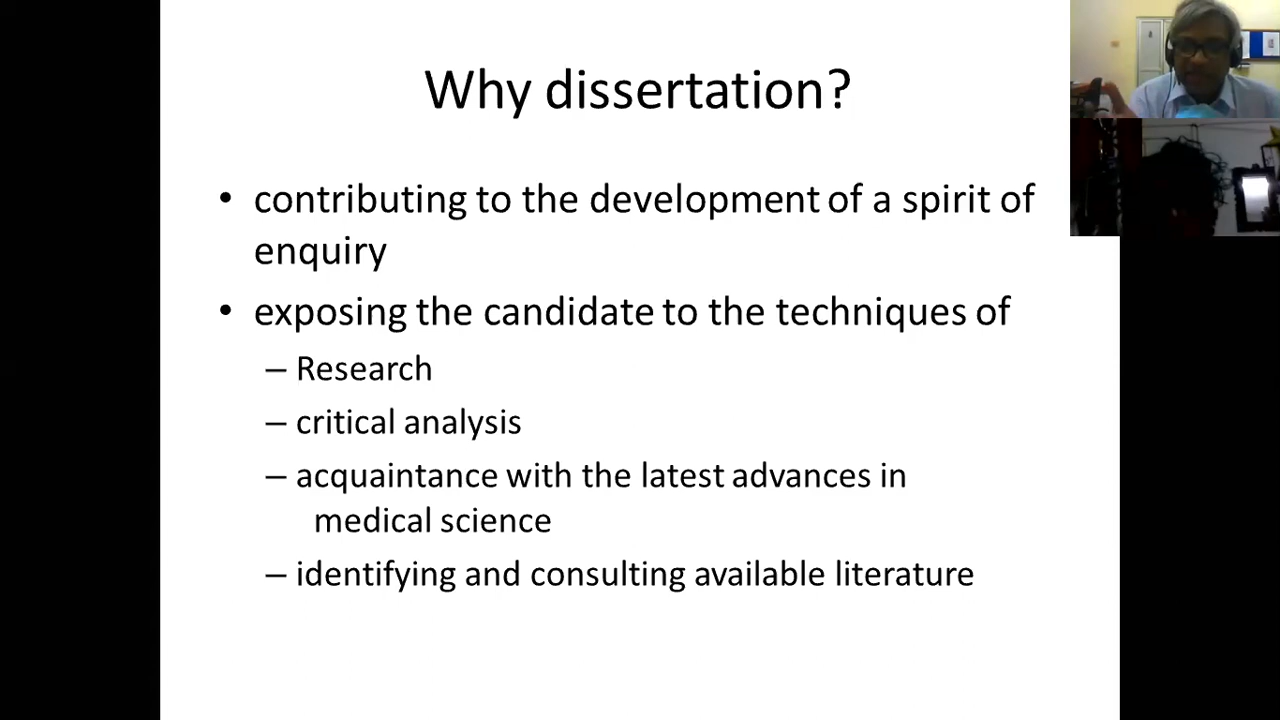 Why dissertation?
• contributing to the development of a spirit of
enquiry
• exposing the candidate to the techniques of
– Research
– critical analysis
– acquaintance with the latest advances in
medical science
– identifying and consulting available literature